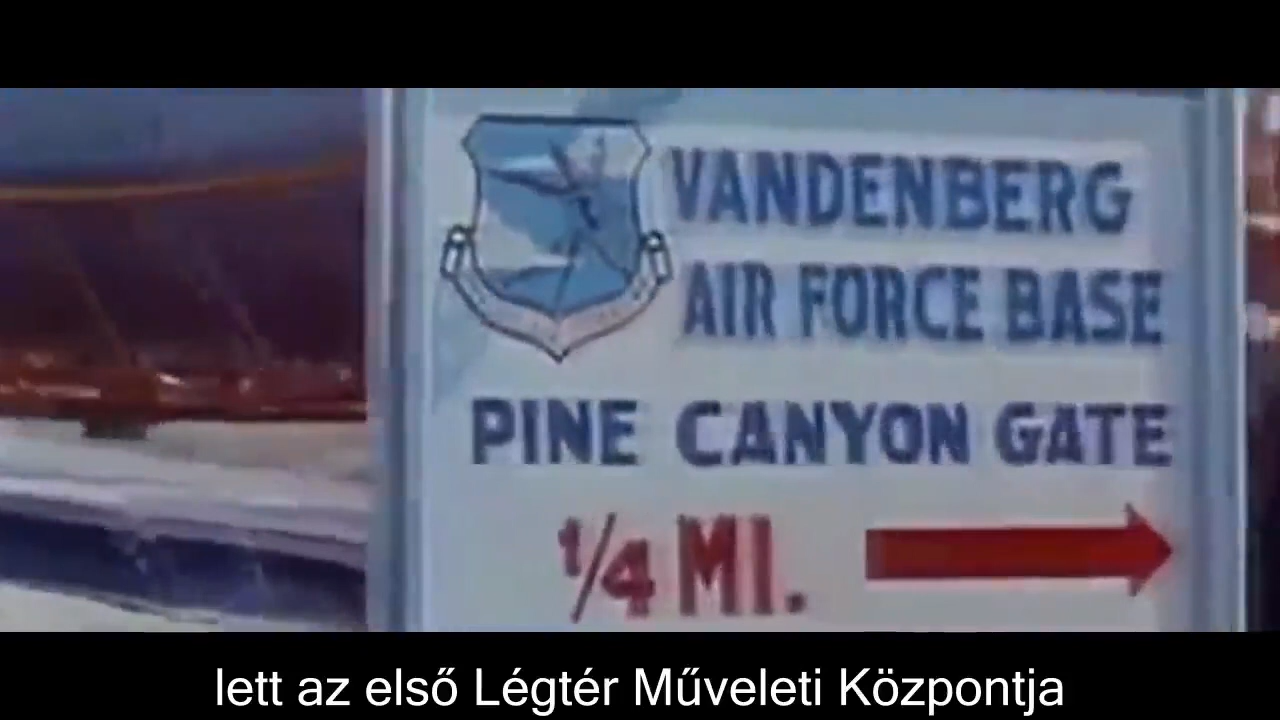 VANDENBERG
AIR FORCE BASE
PINE CANYON GATE
1/4 MI.
lett az első Légtér Műveleti Központja